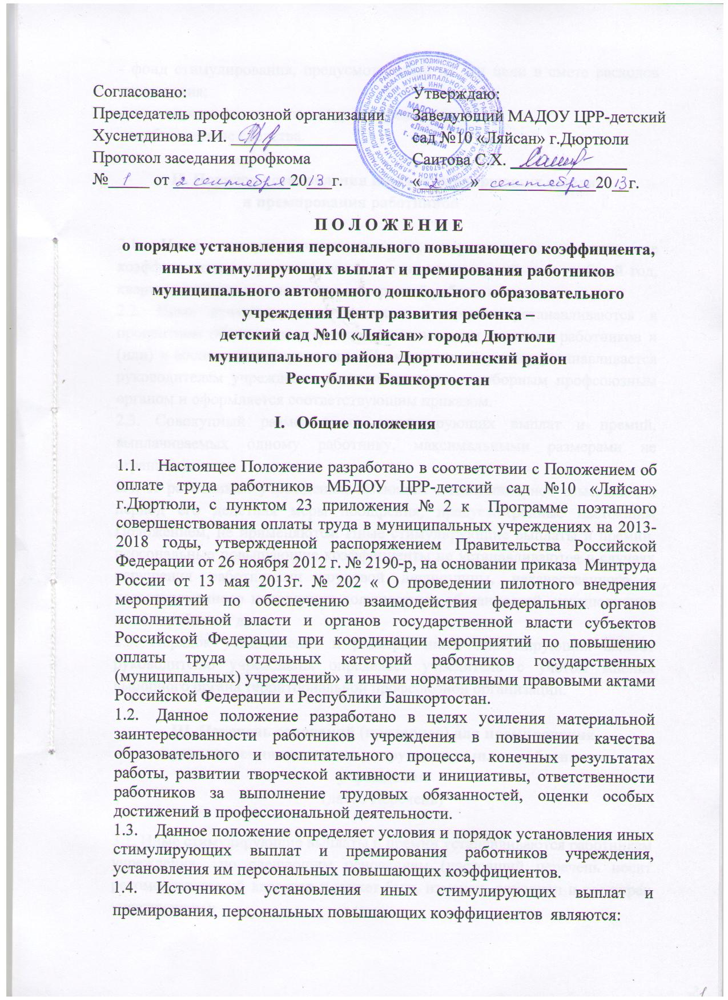 Согласовано:
Председатель профсоюзной организации
Хуснетдинова Р.И.
Протокол заседания профкома
№ 1 от 2 сентября 2013 г.
Утверждаю:
Заведующий МАДОУ ЦРР-детский
сад №10 «Ляйсан» г.Дюртюли
Саитова С.Х.
« 2 » сентября 2013г.
МАДОУ ЦРР-
детский сад №10
«Ляйсан»
г. Дюртюли
П О Л О Ж Е Н И Е
о порядке установления персонального повышающего коэффициента,
иных стимулирующих выплат и премирования работников
муниципального автономного дошкольного образовательного
учреждения Центр развития ребенка –
детский сад №10 «Ляйсан» города Дюртюли
муниципального района Дюртюлинский район
Республики Башкортостан
I. Общие положения
1.1. Настоящее Положение разработано в соответствии с Положением об
оплате труда работников МБДОУ ЦРР-детский сад №10 «Ляйсан»
г.Дюртюли, с пунктом 23 приложения № 2 к Программе поэтапного
совершенствования оплаты труда в муниципальных учреждениях на 2013-
2018 годы, утвержденной распоряжением Правительства Российской
Федерации от 26 ноября 2012 г. № 2190-р, на основании приказа Минтруда
России от 13 мая 2013г. № 202 « О проведении пилотного внедрения
мероприятий по обеспечению взаимодействия федеральных органов
исполнительной власти и органов государственной власти субъектов
Российской Федерации при координации мероприятий по повышению
оплаты труда отдельных категорий работников государственных
(муниципальных) учреждений» и иными нормативными правовыми актами
Российской Федерации и Республики Башкортостан.
1.2. Данное положение разработано в целях усиления материальной
заинтересованности работников учреждения в повышении качества
образовательного и воспитательного процесса, конечных результатах
работы, развитии творческой активности и инициативы, ответственности
работников за выполнение трудовых обязанностей, оценки особых
достижений в профессиональной деятельности.
1.3. Данное положение определяет условия и порядок установления иных
стимулирующих выплат и премирования работников учреждения,
установления им персональных повышающих коэффициентов.
1.4. Источником установления иных стимулирующих выплат и
премирования, персональных повышающих коэффициентов являются:
1